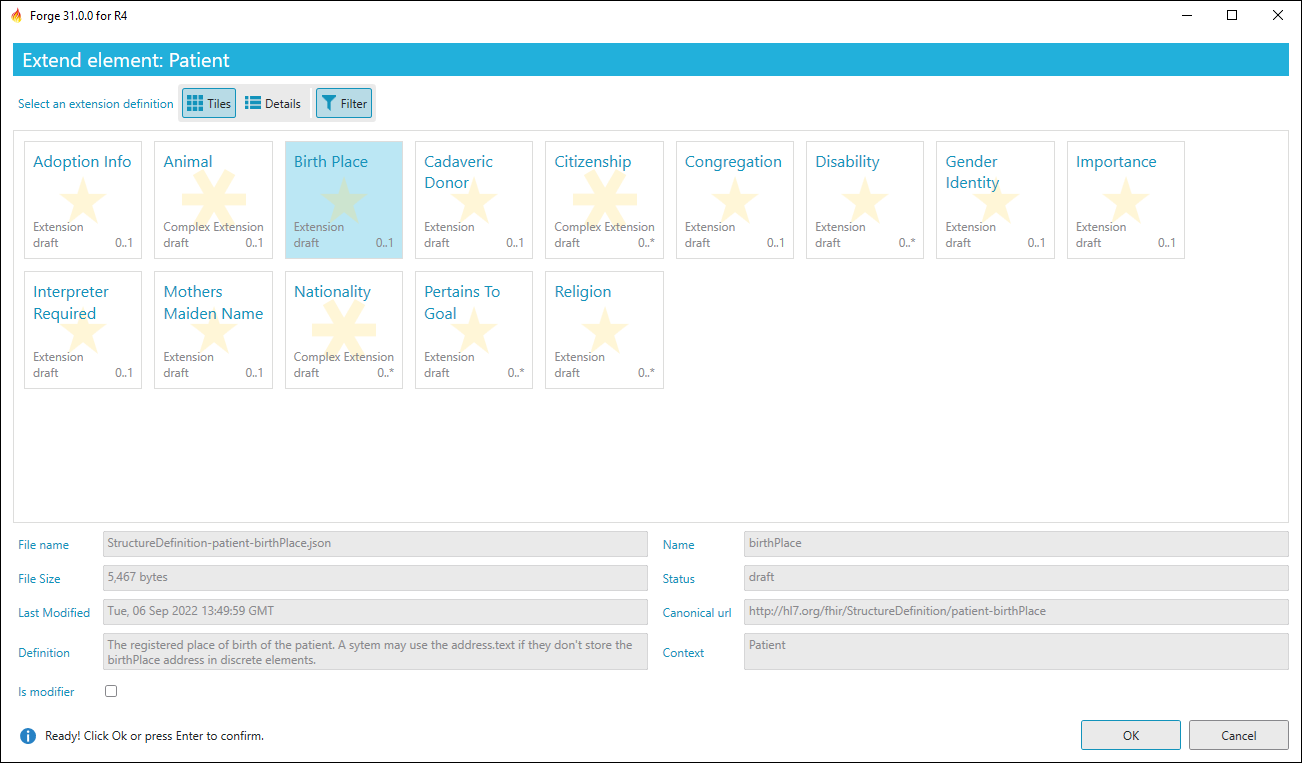 Forge 31.0.0 for R4
Extend element: Patient
Select an extension definition Tiles Details Filter
Adoption Info
Extension
draft 0..1
Animal
Complex Extension
draft 0..1
Birth Place
Extension
draft 0..1
Cadaveric
Donor
Extension
draft 0..1
Citizenship
Complex Extension
draft 0..*
Congregation
Extension
draft 0..1
Disability
Extension
draft 0..*
Gender
Identity
Extension
draft 0..1
Importance
Extension
draft 0..1
Interpreter
Required
Extension
draft 0..1
Mothers
Maiden Name
Extension
draft 0..1
Nationality
Complex Extension
draft 0..*
Pertains To
Goal
Extension
draft 0..*
Religion
Extension
draft 0..*
File name StructureDefinition-patient-birthPlace.json
Name birthPlace
File Size 5,467 bytes
Status draft
Last Modified Tue, 06 Sep 2022 13:49:59 GMT
Canonical url http://hl7.org/fhir/StructureDefinition/patient-birthPlace
Definition The registered place of birth of the patient. A sytem may use the address.text if they don't store the
birthPlace address in discrete elements.
Context Patient
Is modifier
Ready! Click Ok or press Enter to confirm.
OK Cancel